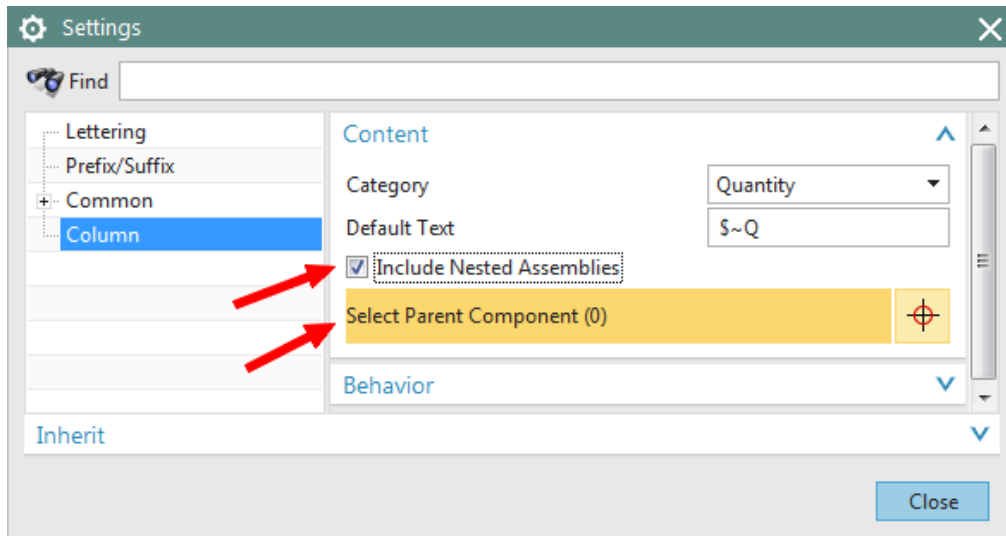 Settings
Find
Lettering
Prefix/Suffix
Common
Column
Content
Category
Quantity
Default Text
$~Q
Include Nested Assemblies
Select Parent Component (0)
Behavior
Inherit
Close